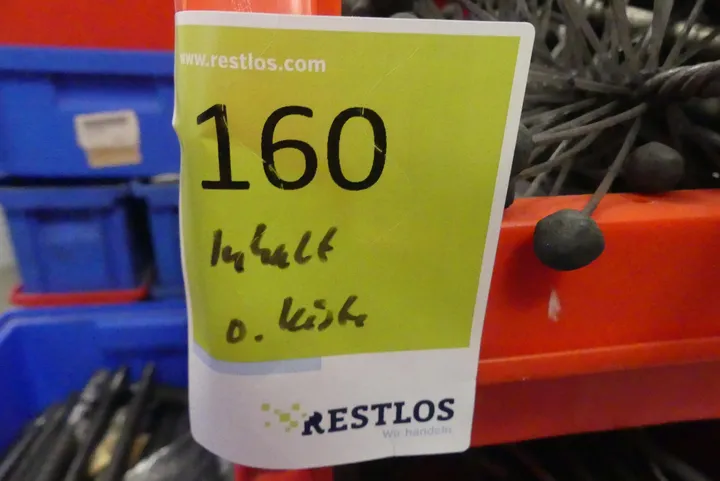 www.restlos.com
160
Inhalt
o. Kiste
RESTLOS
Wir handeln